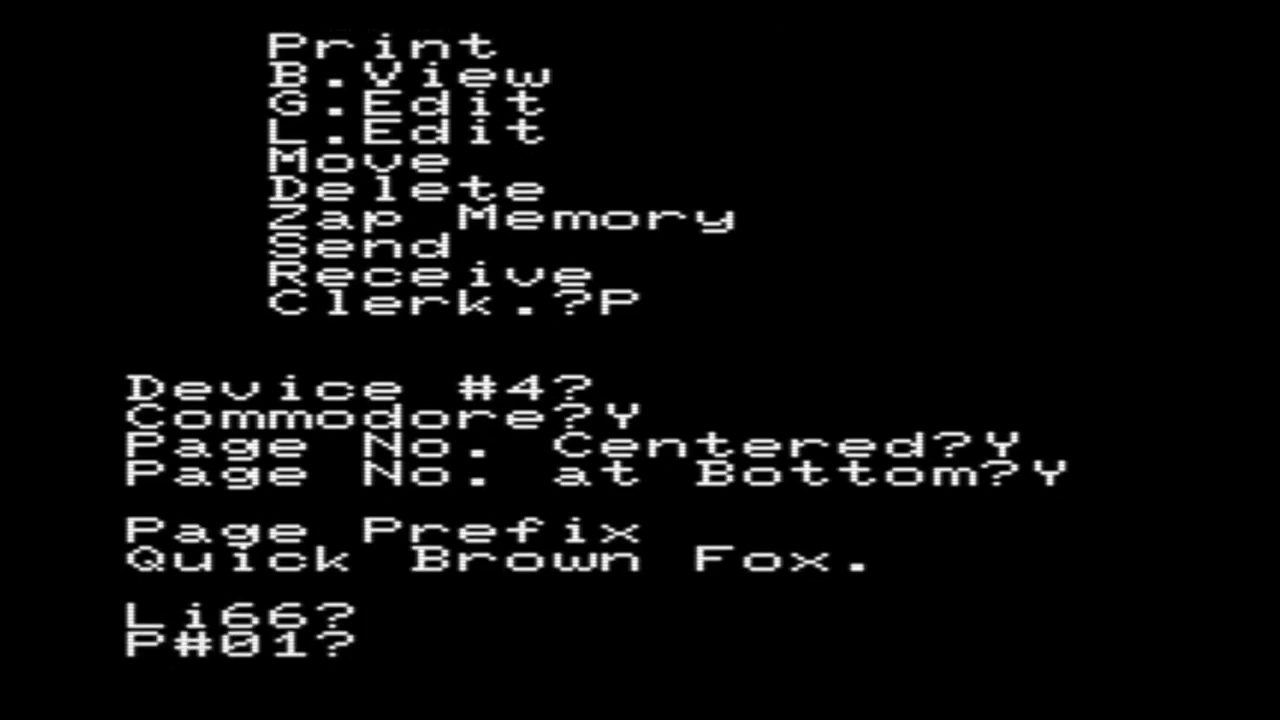 Print
B.View
G.Edit
L.Edit
Move
Delete
Zap Memory
Send
Receive
Clerk.?P
Device #4?
Commodore?Y
Page No. Centered?Y
Page No. at Bottom?Y
Page Prefix
Quick Brown Fox.
Li66?
P#01?